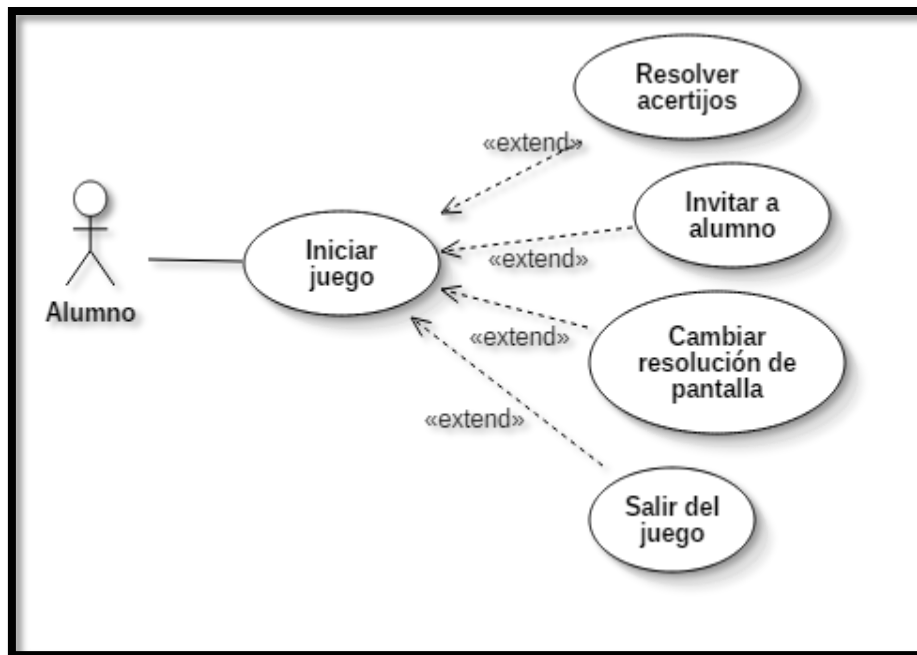 Resolver
acertijos
«extend»
Invitar a
alumno
«extend»
Iniciar
juego
Alumno
«extend»
Cambiar
resolución de
pantalla
«extend»
Salir del
juego